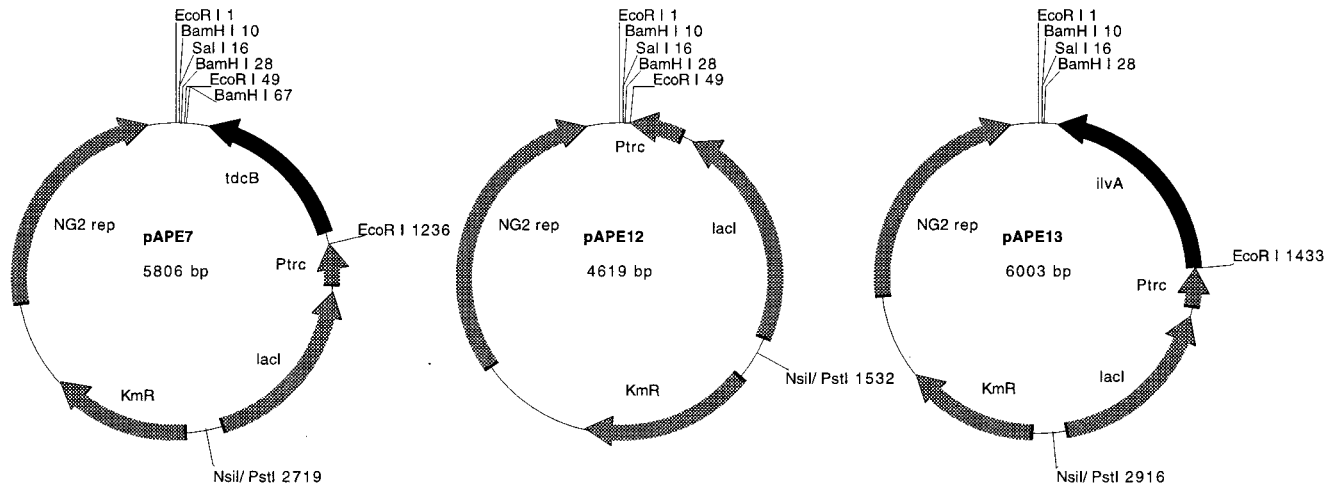 EcoR I 1
BamH I 10
Sal I 16
BamH I 28
EcoR I 49
BamH I 67
tdcB
NG2 rep
pAPE7
5806 bp
EcoR I 1236
Ptrc
lacI
KmR
NsiI/ PstI 2719
EcoR I 1
BamH I 10
Sal I 16
BamH I 28
EcoR I 49
Ptrc
NG2 rep
pAPE12
4619 bp
lacI
NsiI/ PstI 1532
KmR
EcoR I 1
BamH I 10
Sal I 16
BamH I 28
ilvA
NG2 rep
pAPE13
6003 bp
EcoR I 1433
Ptrc
lacI
KmR
NsiI/ PstI 2916